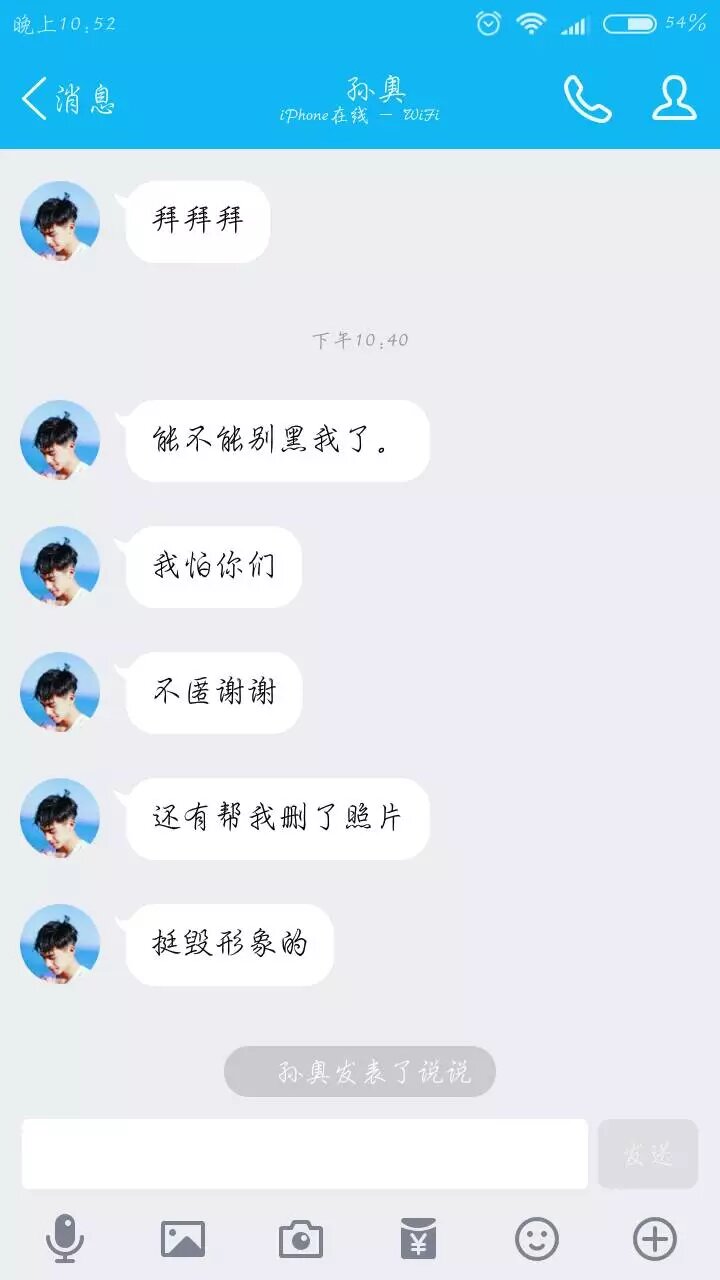 晚上10:52
54%
消息
孙奥
iPhone在线 - WiFi
拜拜拜
下午10:40
能不能别黑我了。
我怕你们
不匿谢谢
还有帮我删了照片
挺毁形象的
孙奥发表了说说
发送